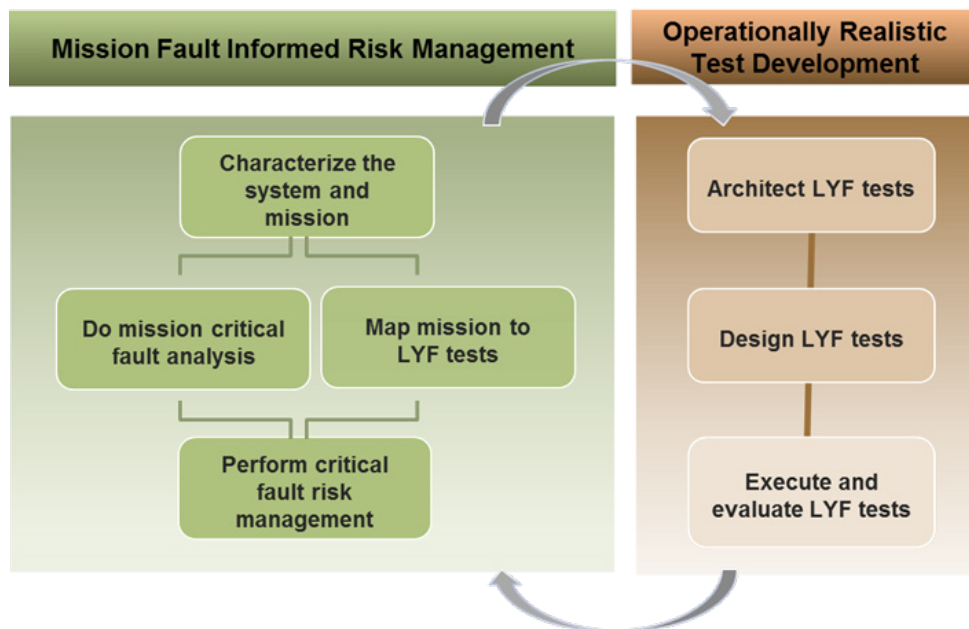 Mission Fault Informed Risk Management
Operationally Realistic
Test Development
Characterize the
system and
mission
Do mission critical
fault analysis
Map mission to
LYF tests
Perform critical
fault risk
management
Architect LYF tests
Design LYF tests
Execute and
evaluate LYF tests